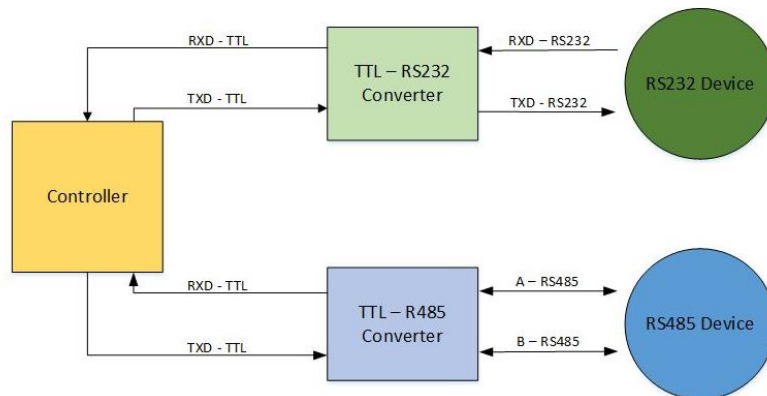 RXD - TTL
RXD – RS232
TTL – RS232
Converter
RS232 Device
TXD - TTL
TXD - RS232
Controller
RXD - TTL
A – RS485
TTL – R485
Converter
RS485 Device
TXD - TTL
B – RS485